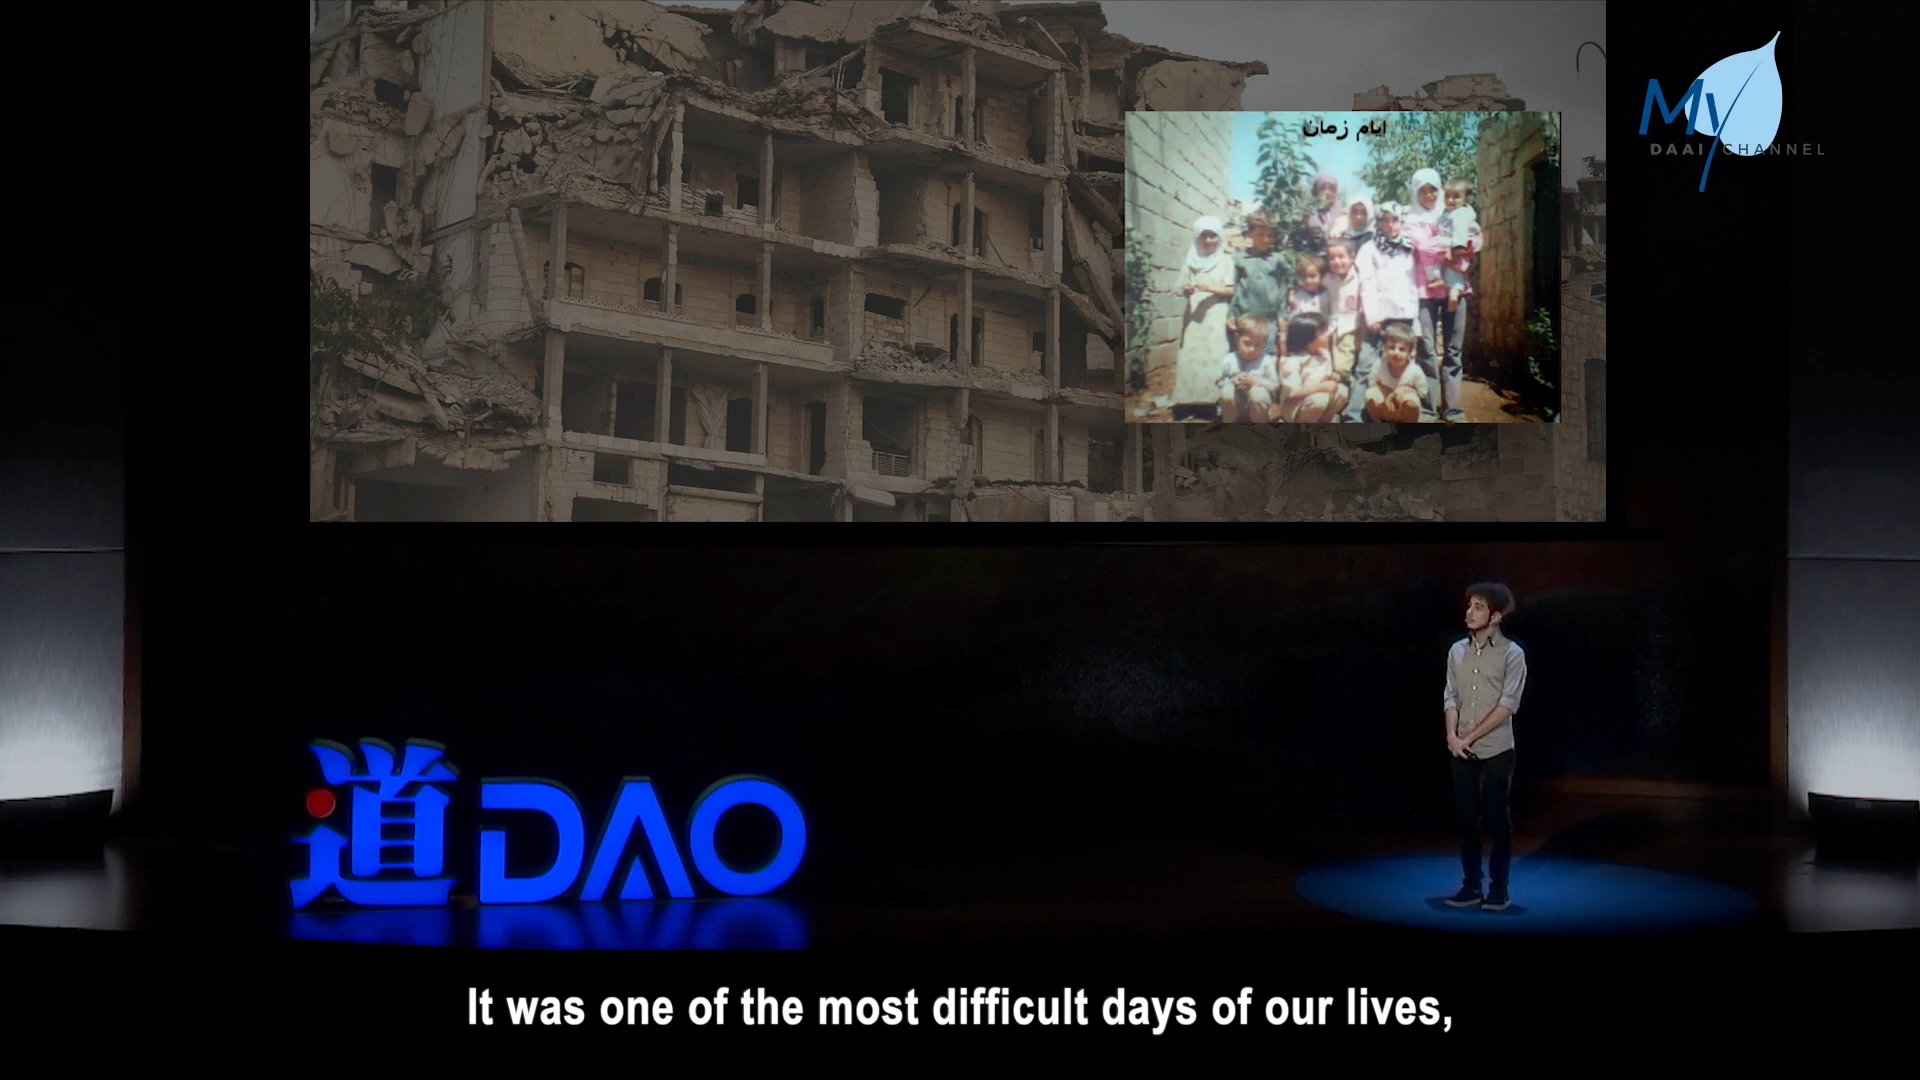 My
DAAI CHANNEL
ايام زمان
道DAO
It was one of the most difficult days of our lives,